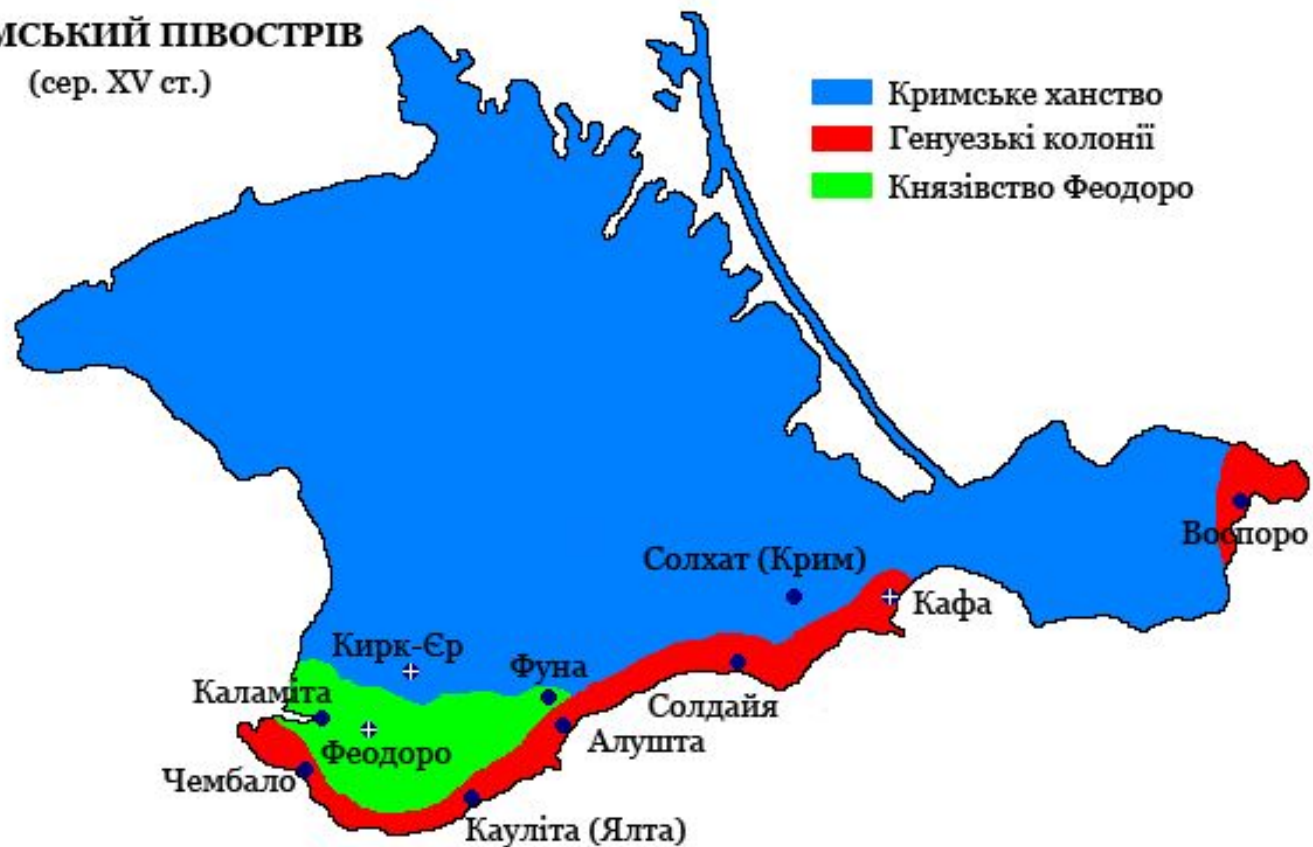 МСЬКИЙ ПІВОСТРІВ
(сер. XV ст.)
Кримське ханство
Генуезькі колонії
Князівство Феодоро
Воспоро
Солхат (Крим)
Кафа
Кирк-Єр
Фуна
Каламіта
Солдайя
Алушта
Феодоро
Чембало
Кауліта (Ялта)